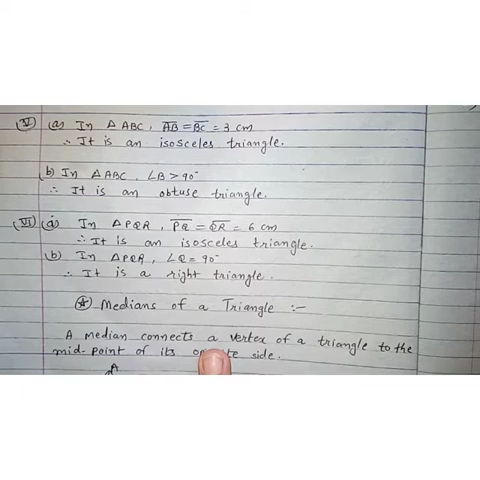 (V) (a) In △ABC, AB = BC = 3 cm
∴ It is an isosceles triangle.
(b) In △ABC, ∠B > 90°
∴ It is an obtuse triangle.
(VI) (a) In △PQR, PQ = QR = 6 cm
∴ It is an isosceles triangle.
(b) In △PQR, ∠Q = 90°
∴ It is a right triangle.
☆ Medians of a Triangle :-
A median connects a vertex of a triangle to the
mid-point of its side.
A